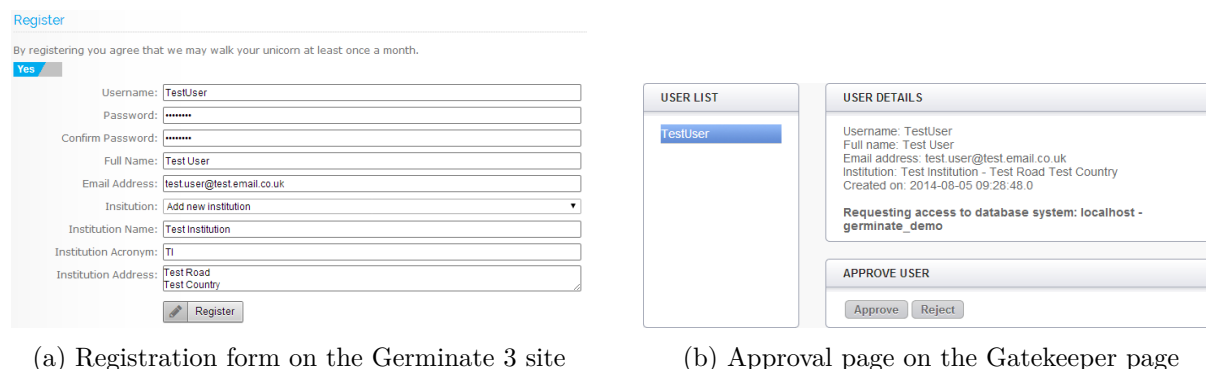 Register
By registering you agree that we may walk your unicorn at least once a month.
Yes
Username: TestUser
Password: ••••••••
Confirm Password: ••••••••
Full Name: Test User
Email Address: test.user@test.email.co.uk
Insitution: Add new institution
Institution Name: Test Institution
Institution Acronym: TI
Institution Address: Test Road
Test Country
Register
(a) Registration form on the Germinate 3 site
USER LIST
TestUser
USER DETAILS
Username: TestUser
Full name: Test User
Email address: test.user@test.email.co.uk
Institution: Test Institution - Test Road Test Country
Created on: 2014-08-05 09:28:48.0
Requesting access to database system: localhost -
germinate_demo
APPROVE USER
Approve Reject
(b) Approval page on the Gatekeeper page